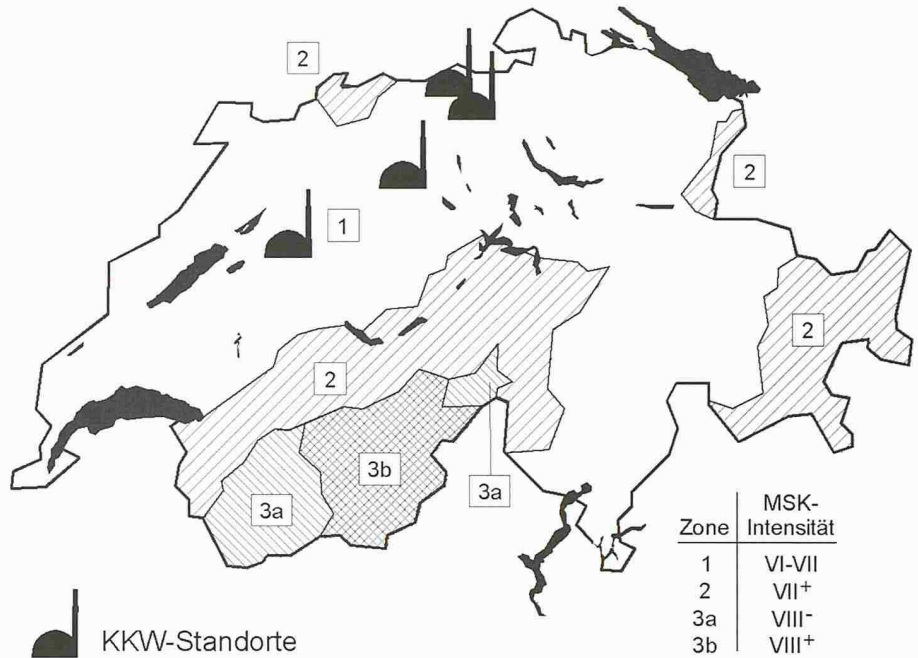 2
2
1
2
2
3b
3a
3a
Zone MSK-Intensität
1 VI-VII
2 VII+
3a VIII-
3b VIII+
KKW-Standorte